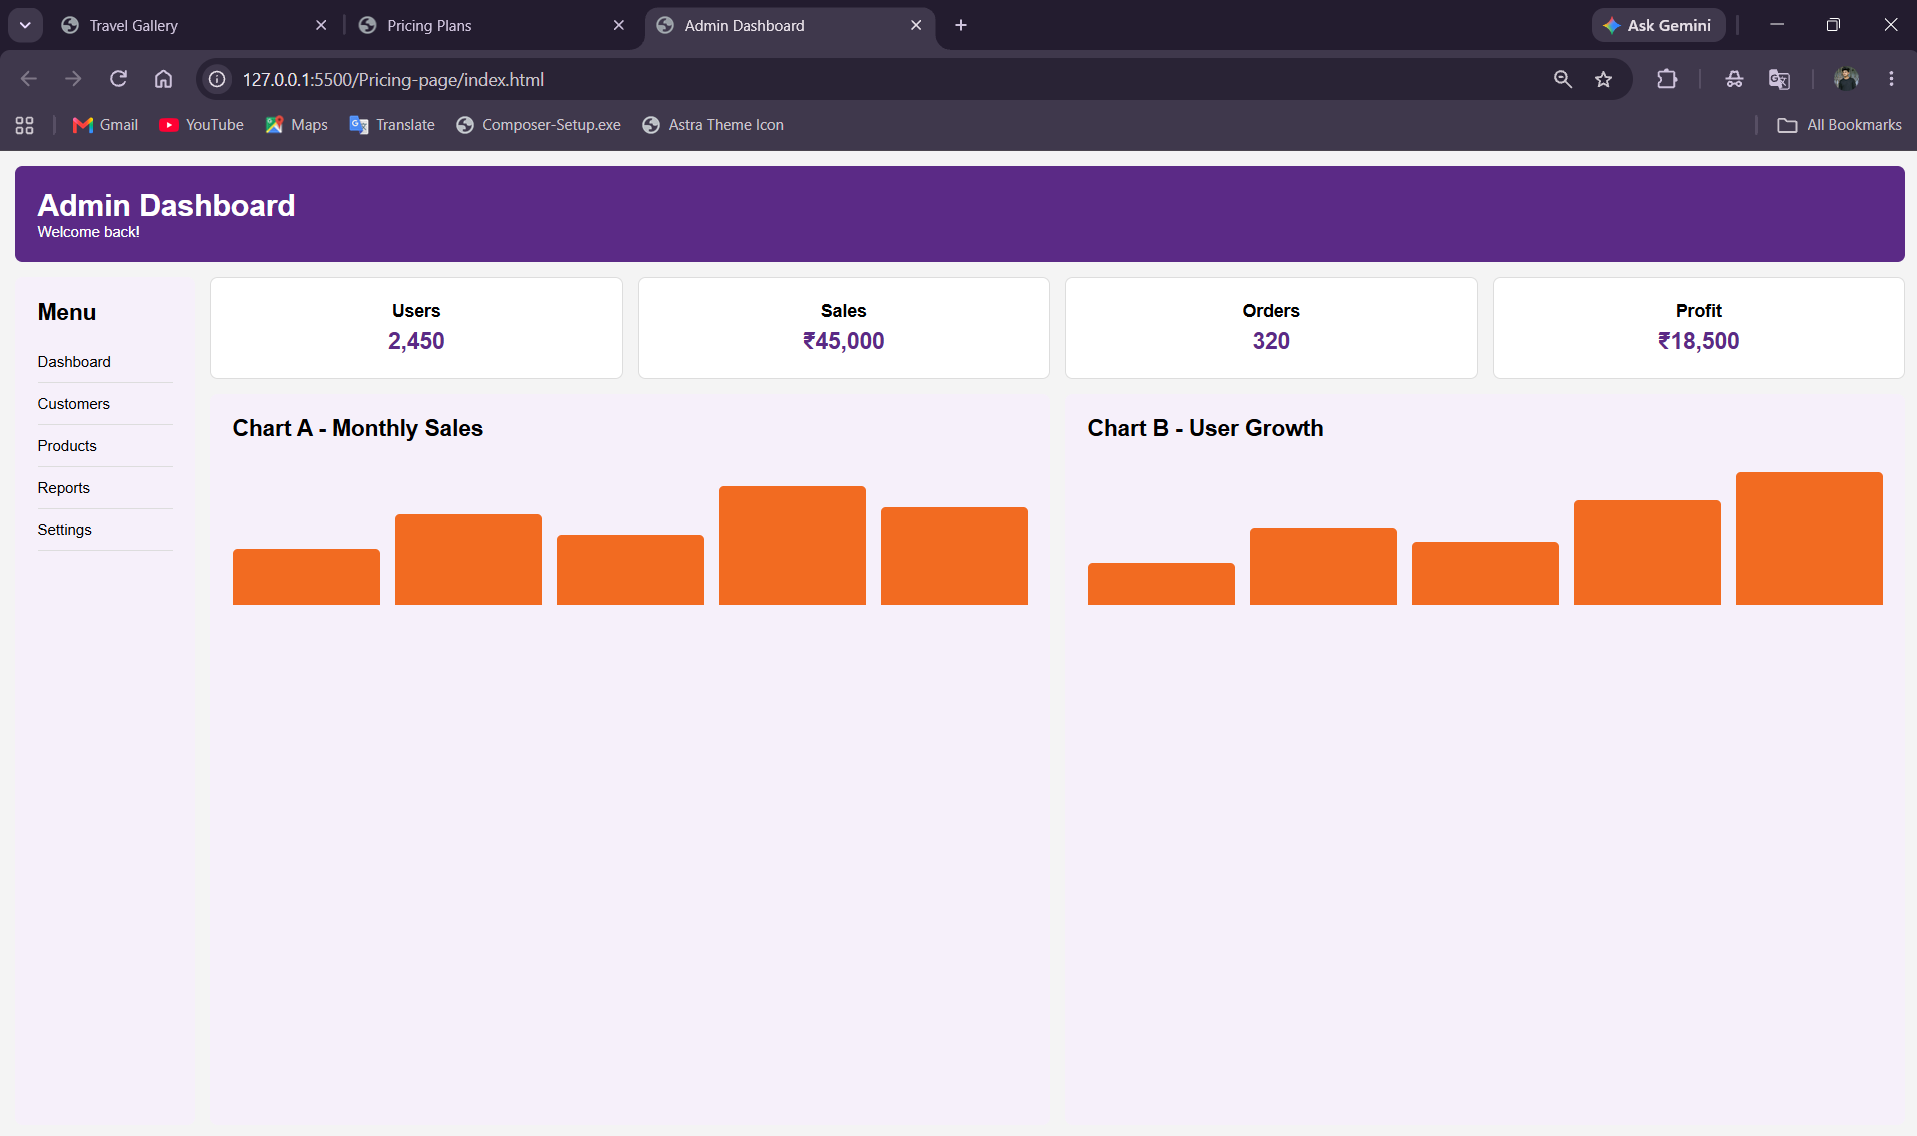 Travel Gallery
Pricing Plans
Admin Dashboard
Ask Gemini
127.0.0.1:5500/Pricing-page/index.html
Gmail
YouTube
Maps
Translate
Composer-Setup.exe
Astra Theme Icon
All Bookmarks
Admin Dashboard
Welcome back!
Menu
Dashboard
Customers
Products
Reports
Settings
Users
2,450
Sales
₹45,000
Orders
320
Profit
₹18,500
Chart A - Monthly Sales
Chart B - User Growth